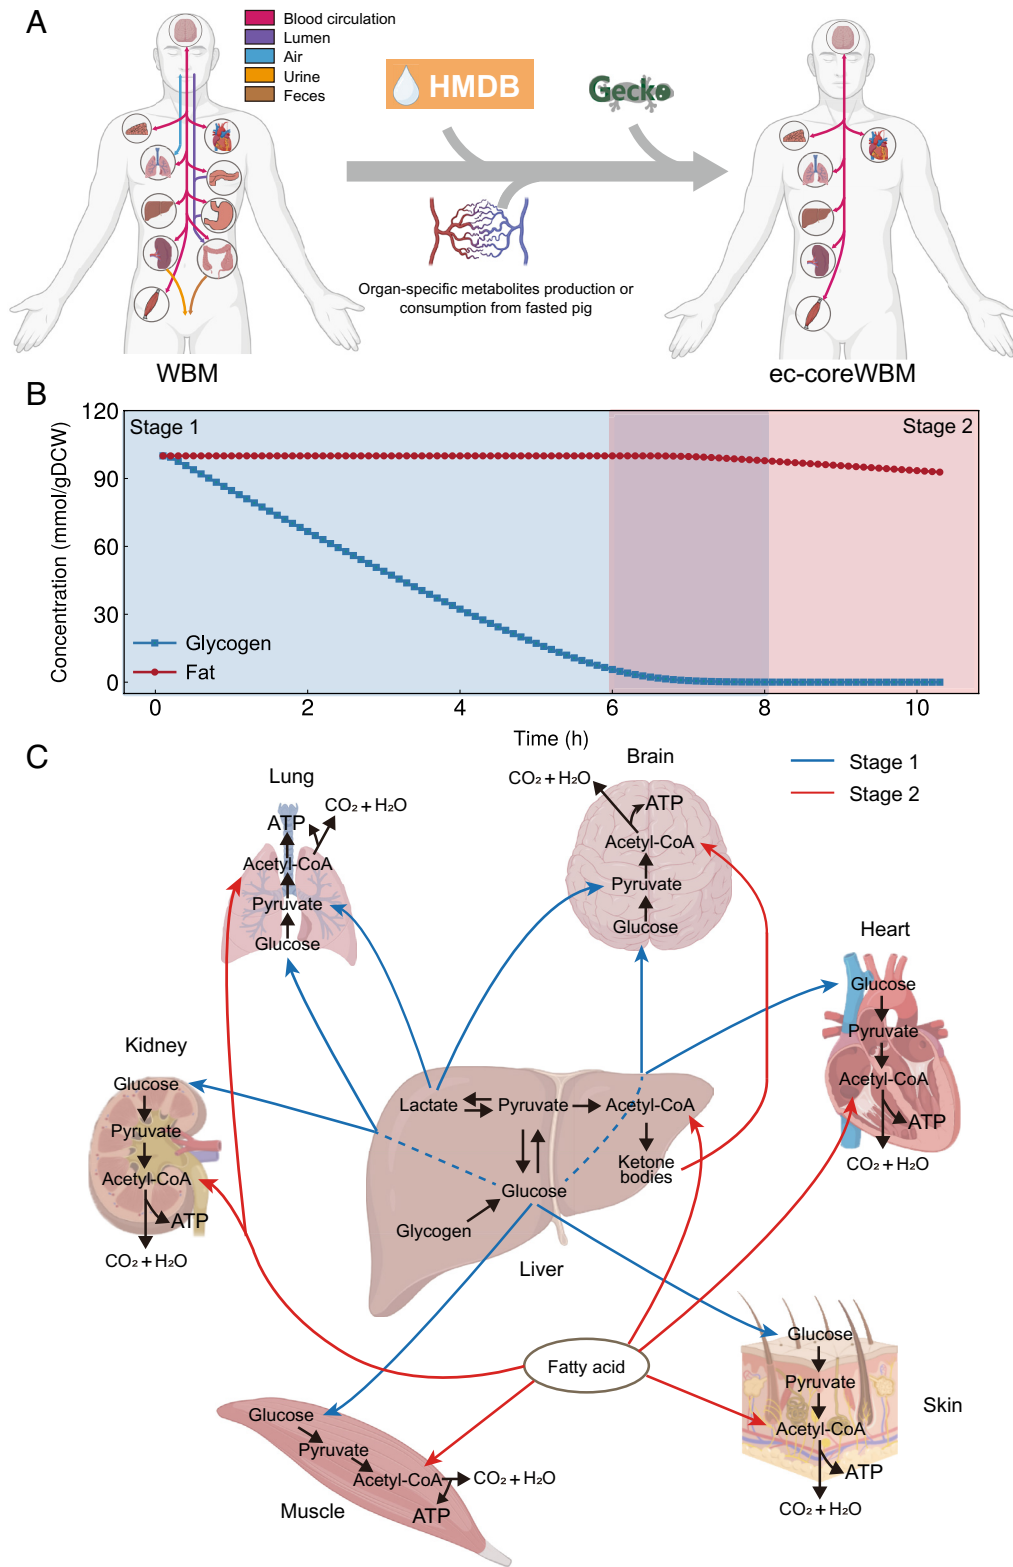 A
Blood circulation
Lumen
Air
Urine
Feces
HMDB
Gecko
Organ-specific metabolites production or
consumption from fasted pig
WBM
ec-coreWBM
B
Concentration (mmol/gDCW)
120
90
60
30
0
Stage 1
Stage 2
Glycogen
Fat
0
2
4
6
8
10
Time (h)
C
Stage 1
Stage 2
Lung
CO₂ + H₂O
ATP
Acetyl-CoA
Pyruvate
Glucose
Brain
CO₂ + H₂O
ATP
Acetyl-CoA
Pyruvate
Glucose
Heart
Glucose
Pyruvate
Acetyl-CoA
ATP
CO₂ + H₂O
Kidney
Glucose
Pyruvate
Acetyl-CoA
ATP
CO₂ + H₂O
Lactate
Pyruvate
Acetyl-CoA
Ketone
bodies
Glucose
Glycogen
Liver
Fatty acid
Glucose
Pyruvate
Acetyl-CoA
ATP
CO₂ + H₂O
Skin
Glucose
Pyruvate
Acetyl-CoA
CO₂ + H₂O
ATP
Muscle